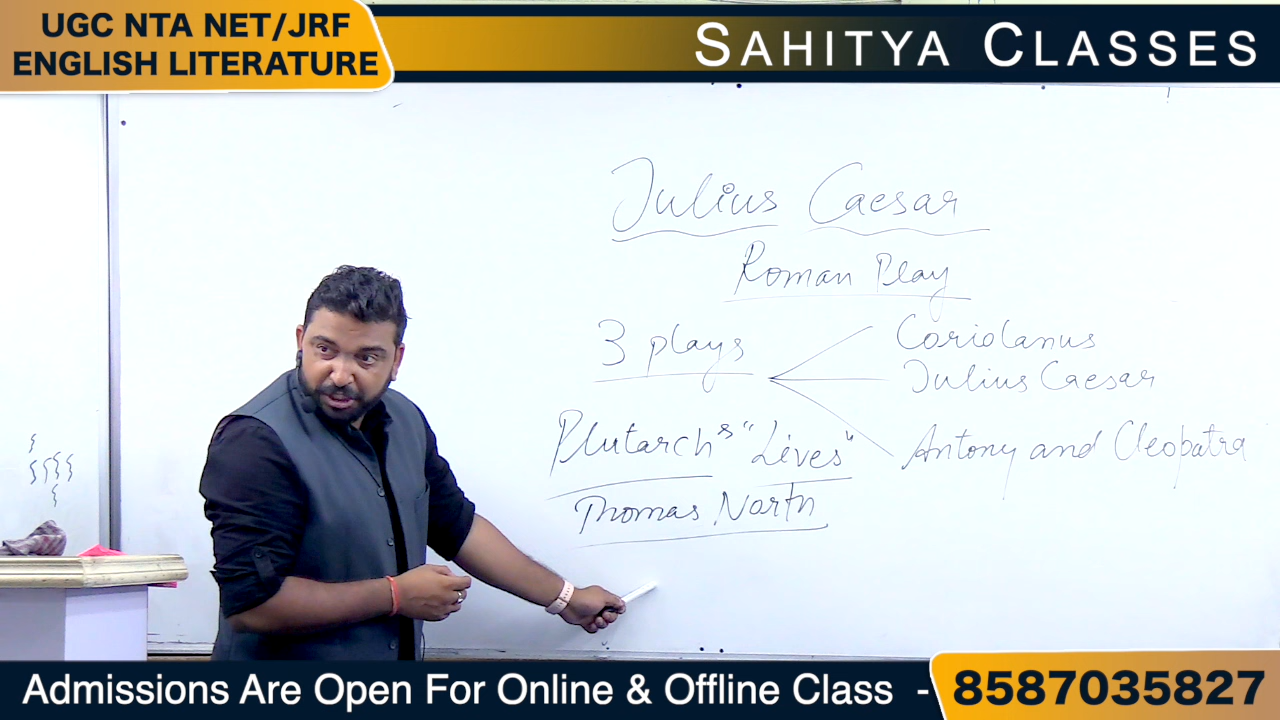 UGC NTA NET/JRF
ENGLISH LITERATURE
SAHITYA CLASSES
Julius Caesar
Roman Play
3 plays
Coriolanus
Julius Caesar
Antony and Cleopatra
Plutarch's "Lives"
Thomas North
Admissions Are Open For Online & Offline Class - 8587035827